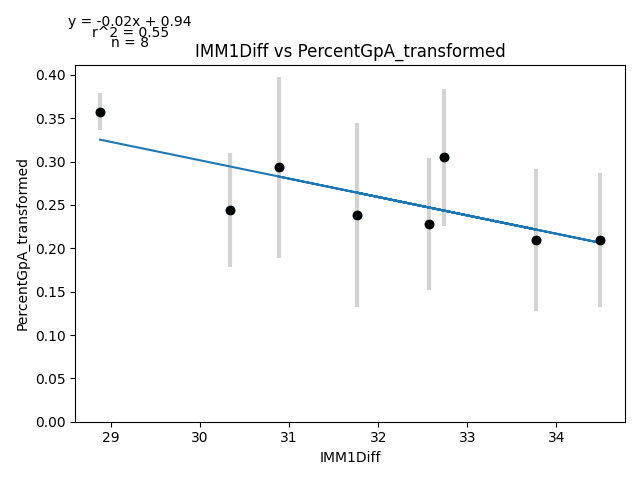 y = -0.02x + 0.94
r^2 = 0.55
n = 8
IMM1Diff vs PercentGpA_transformed
PercentGpA_transformed
0.40
0.35
0.30
0.25
0.20
0.15
0.10
0.05
0.00
29 30 31 32 33 34
IMM1Diff